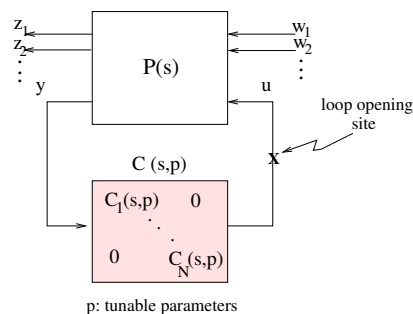 z1 w1
z2 w2
P(s)
y u
loop opening
site
C (s,p)
x
C1(s,p) 0
0 CN(s,p)
p: tunable parameters